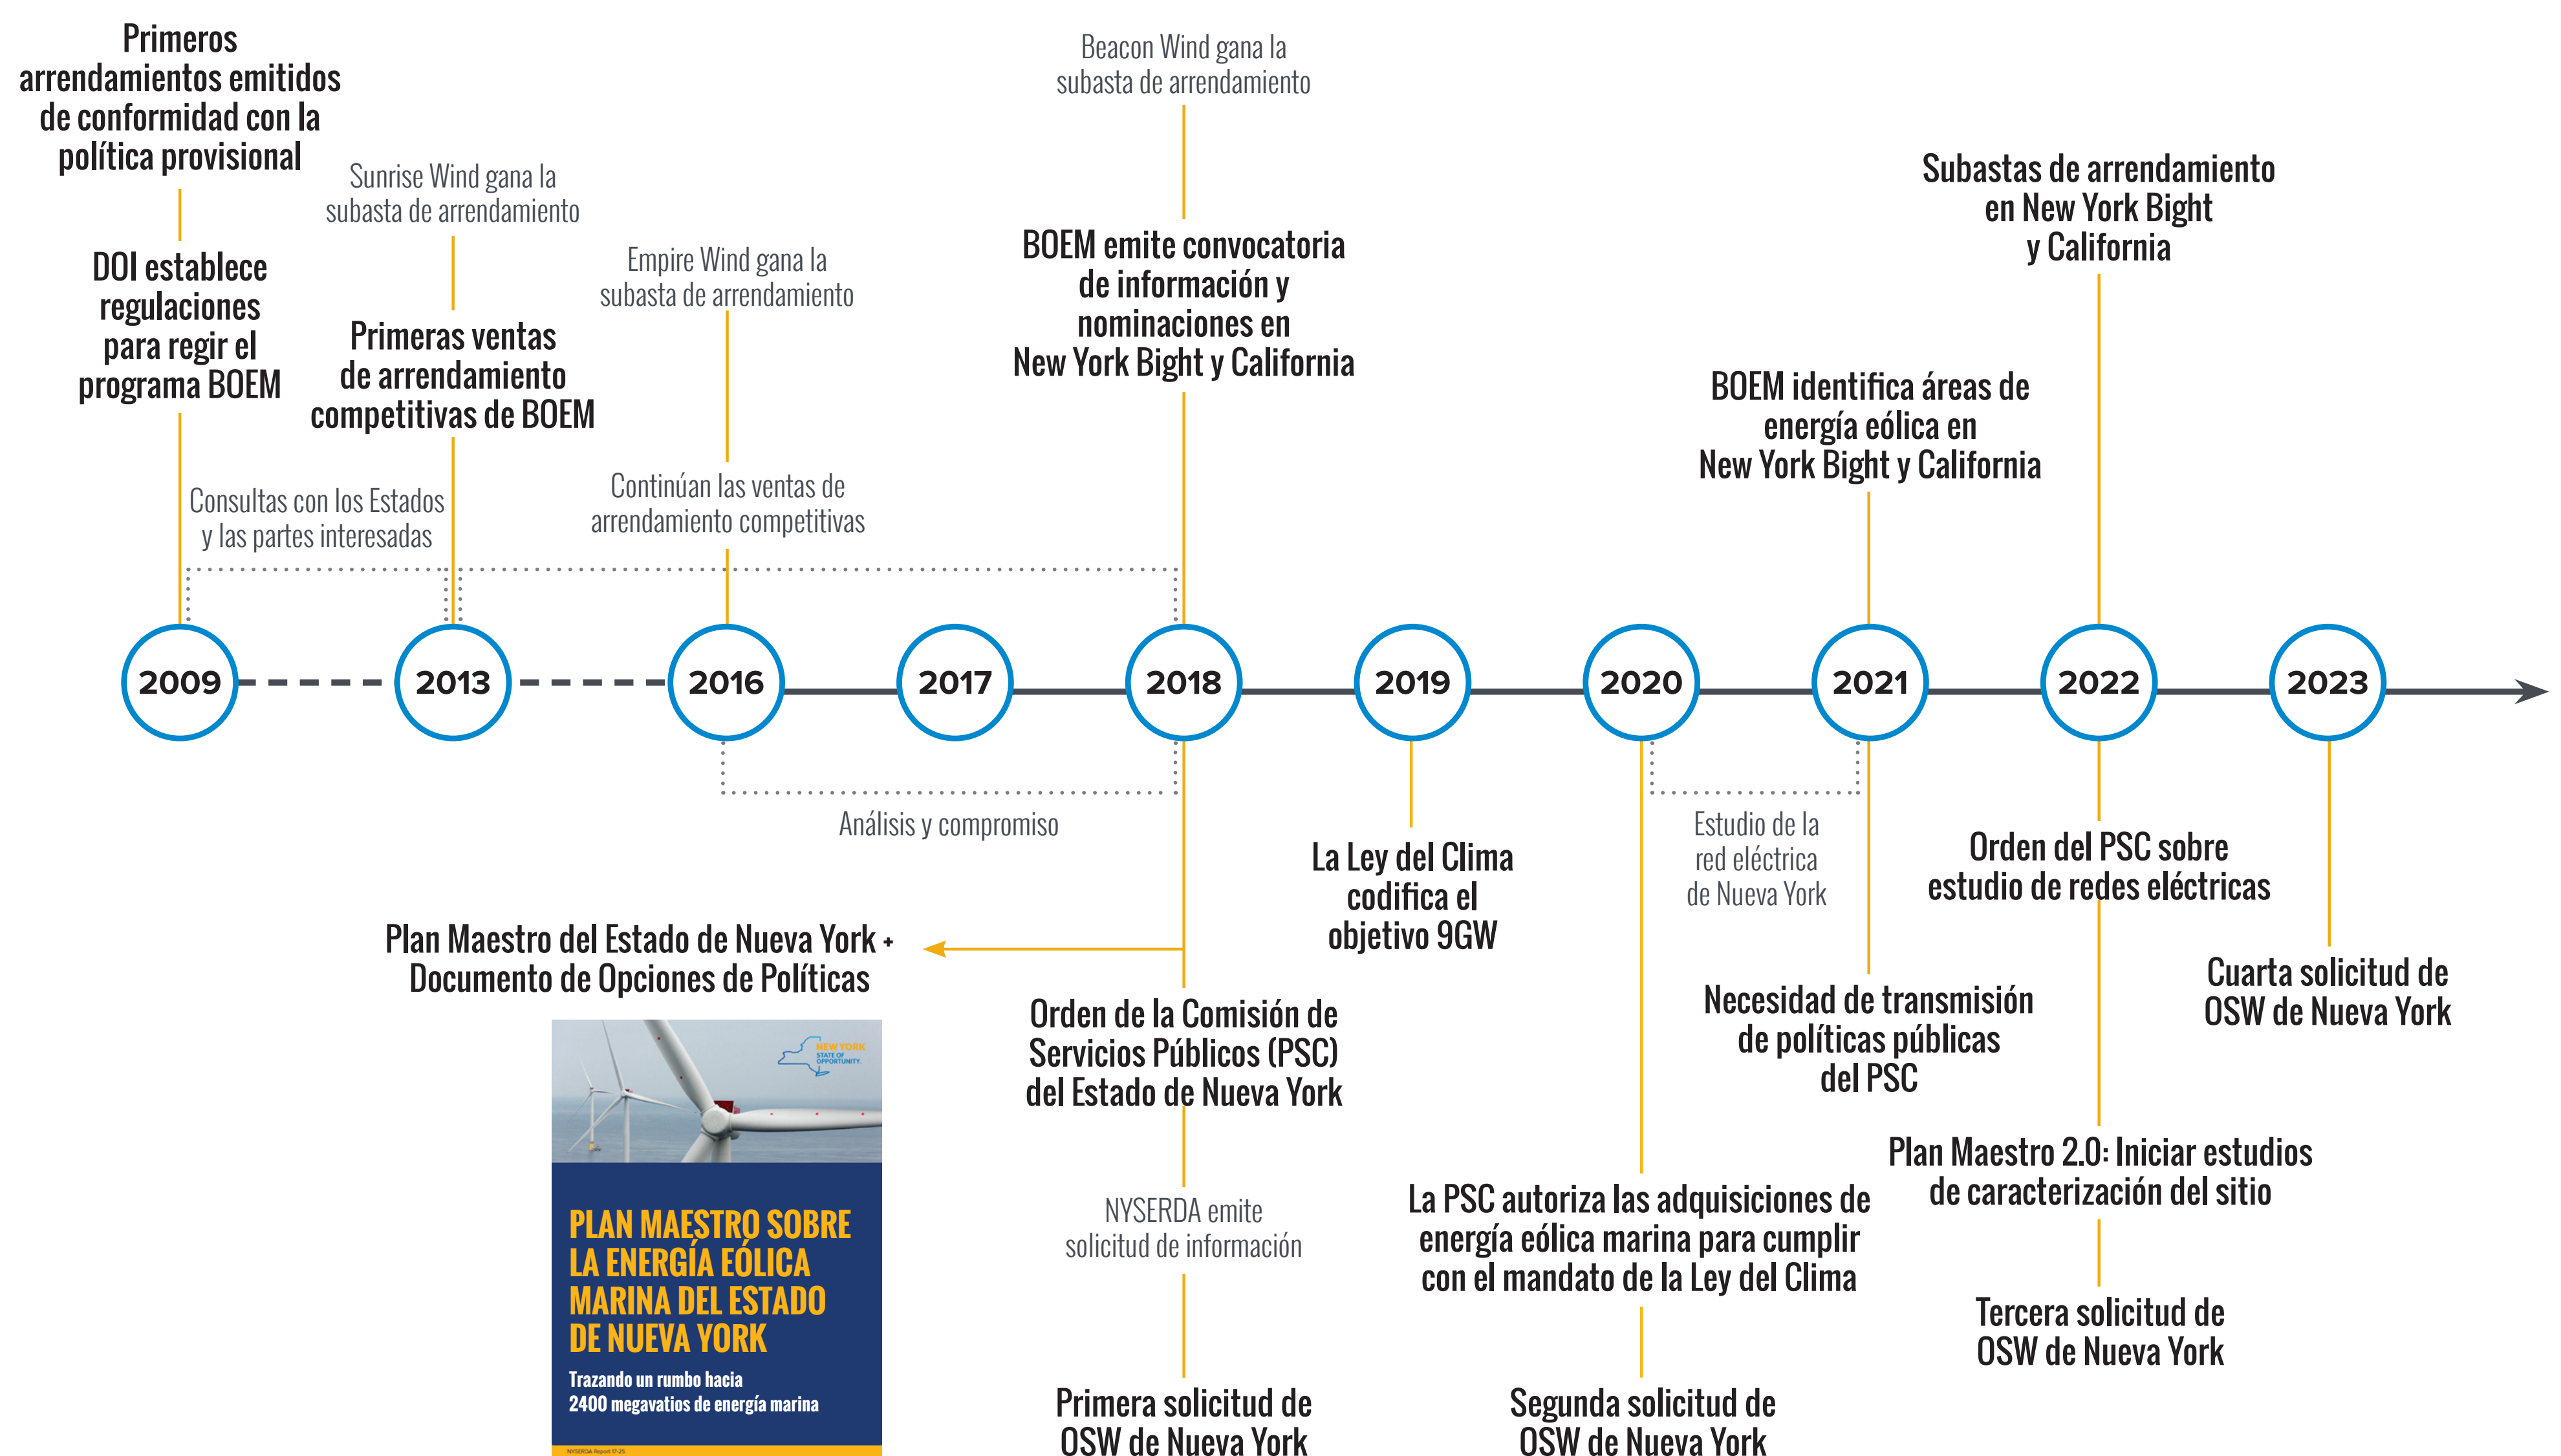 Primeros
arrendamientos emitidos
de conformidad con la
política provisional
DOI establece
regulaciones
para regir el
programa BOEM
Sunrise Wind gana la
subasta de arrendamiento
Primeras ventas
de arrendamiento
competitivas de BOEM
Consultas con los Estados
y las partes interesadas
Empire Wind gana la
subasta de arrendamiento
Continúan las ventas de
arrendamiento competitivas
Beacon Wind gana la
subasta de arrendamiento
BOEM emite convocatoria
de información y
nominaciones en
New York Bight y California
BOEM identifica áreas de
energía eólica en
New York Bight y California
Subastas de arrendamiento
en New York Bight
y California
2009
2013
2016
2017
2018
2019
2020
2021
2022
2023
Análisis y compromiso
Plan Maestro del Estado de Nueva York +
Documento de Opciones de Políticas
NEW YORK
STATE OF
OPPORTUNITY.
PLAN MAESTRO SOBRE
LA ENERGÍA EÓLICA
MARINA DEL ESTADO
DE NUEVA YORK
Trazando un rumbo hacia
2400 megavatios de energía marina
NYSERDA Report 17-25
Orden de la Comisión de
Servicios Públicos (PSC)
del Estado de Nueva York
NYSERDA emite
solicitud de información
Primera solicitud de
OSW de Nueva York
La Ley del Clima
codifica el
objetivo 9GW
La PSC autoriza las adquisiciones de
energía eólica marina para cumplir
con el mandato de la Ley del Clima
Segunda solicitud de
OSW de Nueva York
Estudio de la
red eléctrica
de Nueva York
Necesidad de transmisión
de políticas públicas
del PSC
Orden del PSC sobre
estudio de redes eléctricas
Plan Maestro 2.0: Iniciar estudios
de caracterización del sitio
Tercera solicitud de
OSW de Nueva York
Cuarta solicitud de
OSW de Nueva York